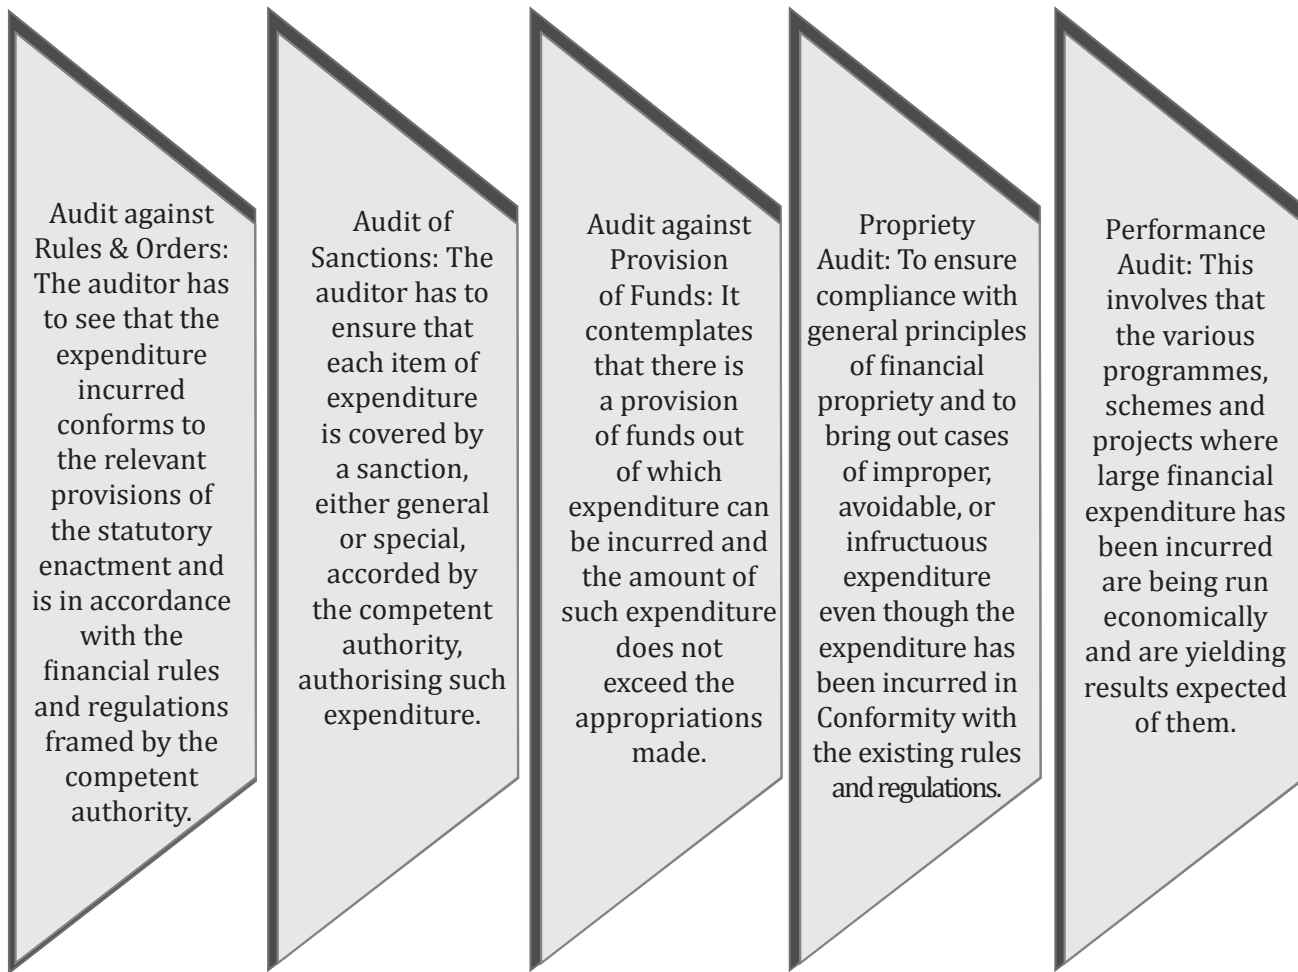 Audit against
Rules & Orders:
The auditor has
to see that the
expenditure
incurred
conforms to
the relevant
provisions of
the statutory
enactment and
is in accordance
with the
financial rules
and regulations
framed by the
competent
authority.
Audit of
Sanctions: The
auditor has to
ensure that
each item of
expenditure
is covered by
a sanction,
either general
or special,
accorded by
the competent
authority,
authorising such
expenditure.
Audit against
Provision
of Funds: It
contemplates
that there is
a provision
of funds out
of which
expenditure can
be incurred and
the amount of
such expenditure
does not
exceed the
appropriations
made.
Propriety
Audit: To ensure
compliance with
general principles
of financial
propriety and to
bring out cases
of improper,
avoidable, or
infructuous
expenditure
even though the
expenditure has
been incurred in
Conformity with
the existing rules
and regulations.
Performance
Audit: This
involves that
the various
programmes,
schemes and
projects where
large financial
expenditure has
been incurred
are being run
economically
and are yielding
results expected
of them.